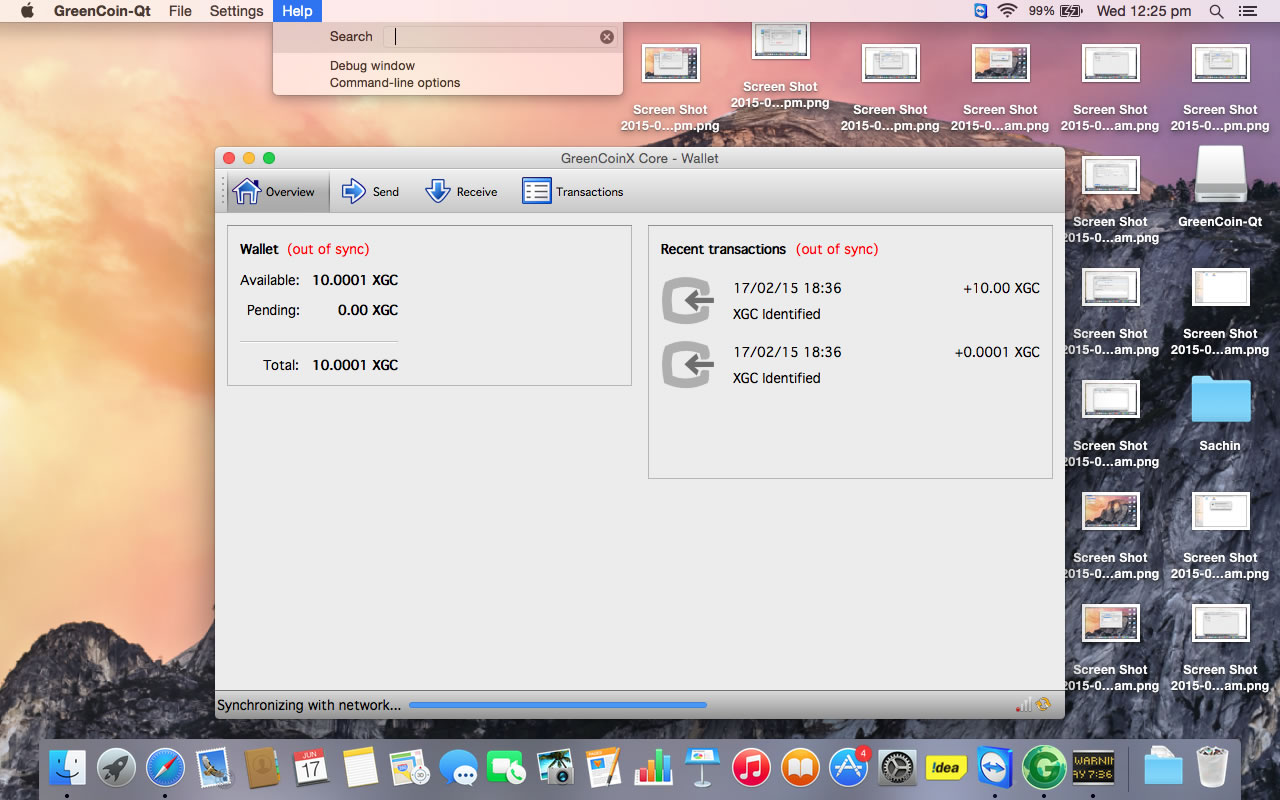 GreenCoin-Qt File Settings Help 99% Wed 12:25 pm
Search
Debug window
Command-line options
Screen Shot
2015-0...pm.png
Screen Shot
2015-0...pm.png
Screen Shot
2015-0...pm.png
Screen Shot
2015-0...am.png
Screen Shot
2015-0...am.png
Screen Shot
2015-0...pm.png
GreenCoinX Core - Wallet
Overview Send Receive Transactions
Wallet (out of sync)
Available: 10.0001 XGC
Pending: 0.00 XGC
Total: 10.0001 XGC
Recent transactions (out of sync)
17/02/15 18:36 +10.00 XGC
XGC Identified
17/02/15 18:36 +0.0001 XGC
XGC Identified
Synchronizing with network...
Screen Shot
2015-0...am.png
GreenCoin-Qt
Screen Shot
2015-0...am.png
Screen Shot
2015-0...am.png
Screen Shot
2015-0...am.png
Sachin
Screen Shot
2015-0...am.png
Screen Shot
2015-0...am.png
Screen Shot
2015-0...am.png
Screen Shot
2015-0...am.png
JUN
17
4
!dea
WARNIN
AY 7:36